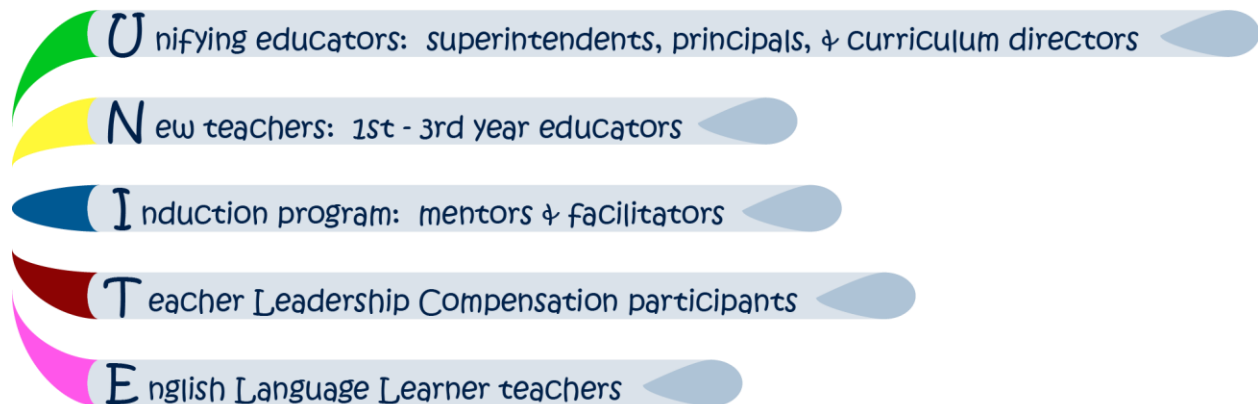 Unifying educators: superintendents, principals, & curriculum directors
New teachers: 1st - 3rd year educators
Induction program: mentors & facilitators
Teacher Leadership Compensation participants
English Language Learner teachers